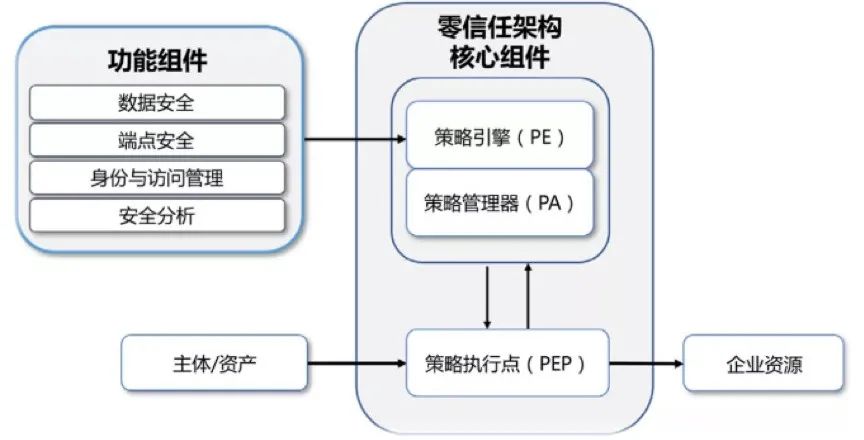 功能组件
数据安全
端点安全
身份与访问管理
安全分析
零信任架构
核心组件
策略引擎（PE）
策略管理器（PA）
主体/资产
策略执行点（PEP）
企业资源